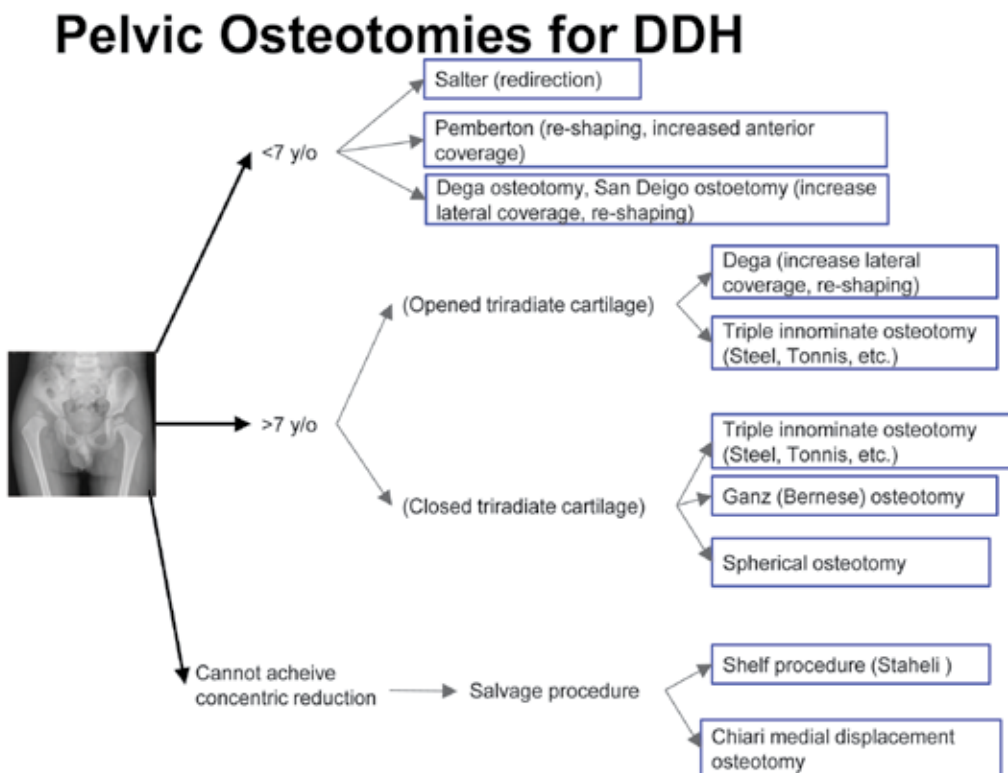 Pelvic Osteotomies for DDH
Salter (redirection)
<7 y/o
Pemberton (re-shaping, increased anterior
coverage)
Dega osteotomy, San Deigo ostoetomy (increase
lateral coverage, re-shaping)
Dega (increase lateral
coverage, re-shaping)
(Opened triradiate cartilage)
Triple innominate osteotomy
(Steel, Tonnis, etc.)
>7 y/o
Triple innominate osteotomy
(Steel, Tonnis, etc.)
(Closed triradiate cartilage)
Ganz (Bernese) osteotomy
Spherical osteotomy
Cannot acheive
concentric reduction
Salvage procedure
Shelf procedure (Staheli )
Chiari medial displacement
osteotomy